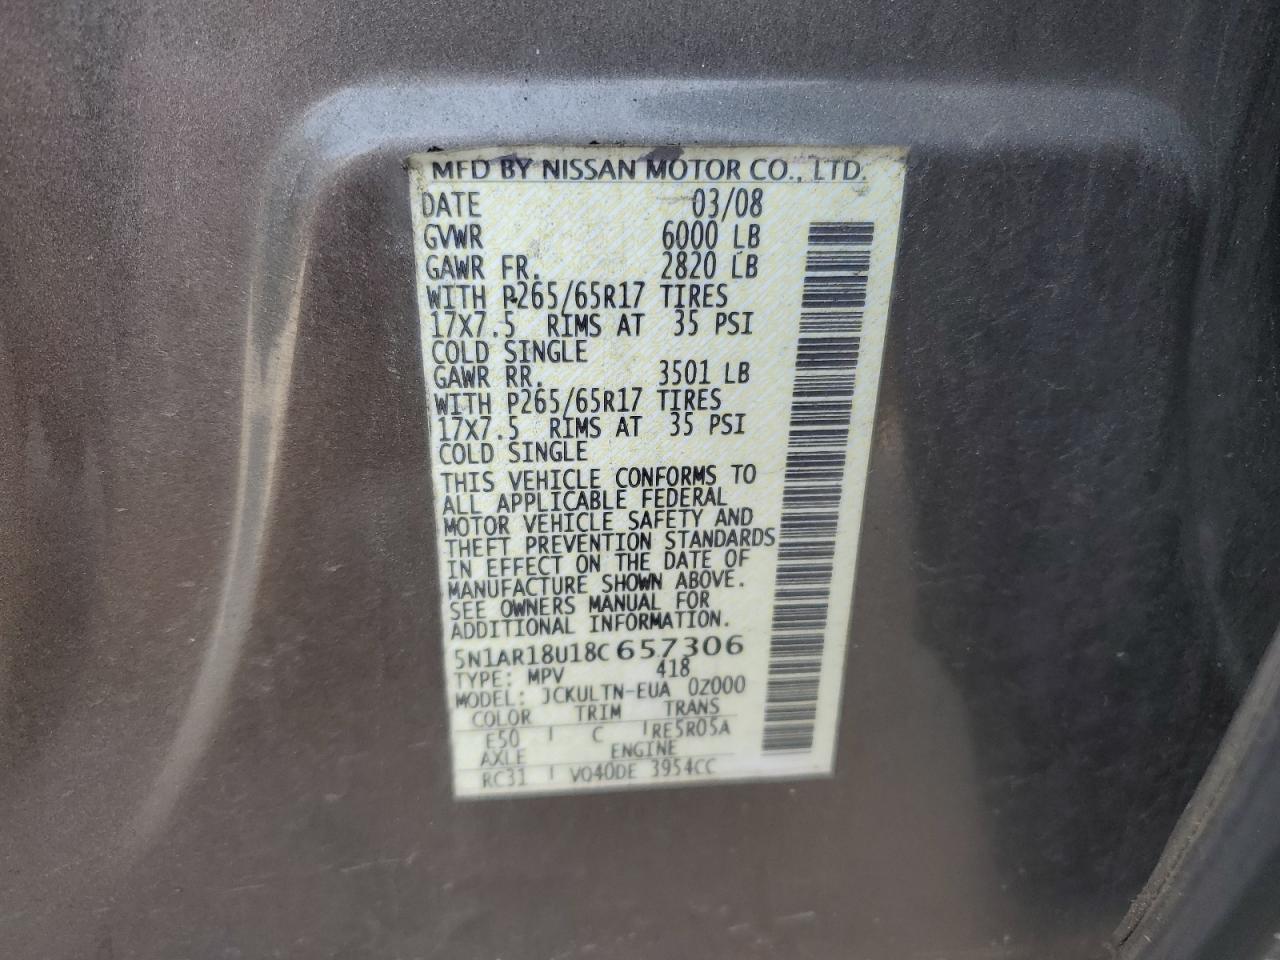 MFD BY NISSAN MOTOR CO., LTD.
DATE 03/08
GVWR 6000 LB
GAWR FR. 2820 LB
WITH P265/65R17 TIRES
17X7.5 RIMS AT 35 PSI
COLD SINGLE
GAWR RR. 3501 LB
WITH P265/65R17 TIRES
17X7.5 RIMS AT 35 PSI
COLD SINGLE
THIS VEHICLE CONFORMS TO
ALL APPLICABLE FEDERAL
MOTOR VEHICLE SAFETY AND
THEFT PREVENTION STANDARDS
IN EFFECT ON THE DATE OF
MANUFACTURE SHOWN ABOVE.
SEE OWNERS MANUAL FOR
ADDITIONAL INFORMATION.
5N1AR18U18C657306
TYPE: MPV 418
MODEL: JCKULTN-EUA 0Z000
COLOR TRIM TRANS
E50 C RE5R05A
AXLE ENGINE
RC31 VQ40DE 3954CC